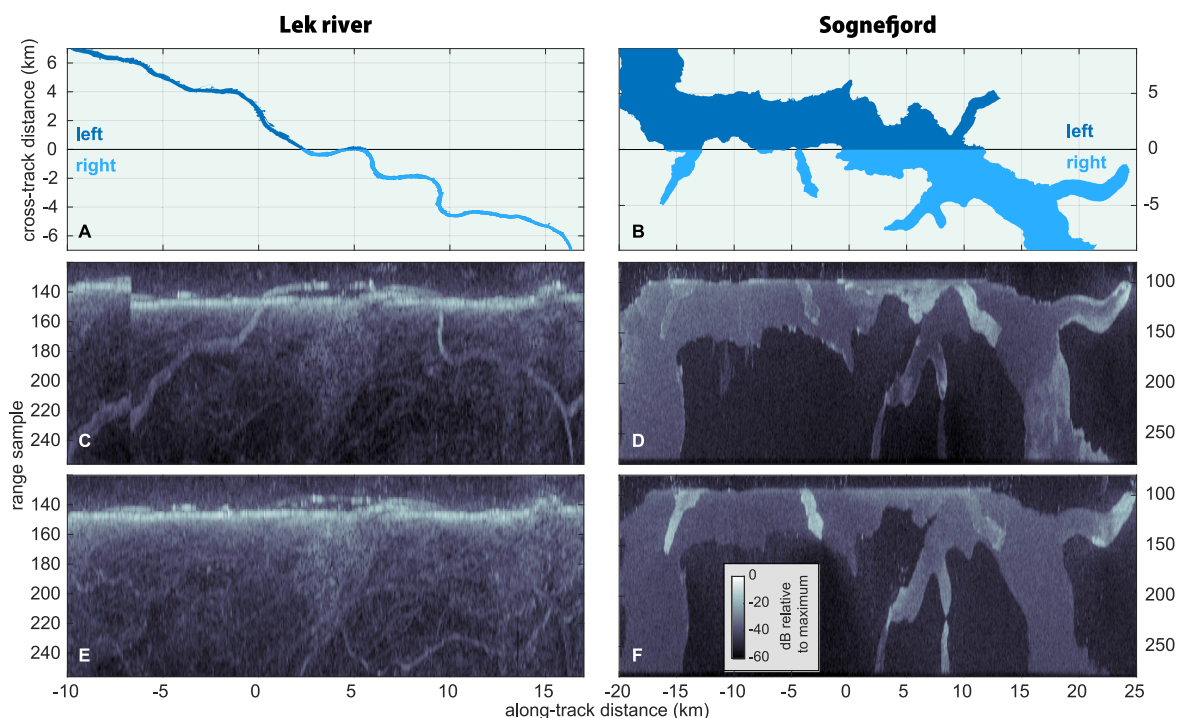 Lek river
Sognefjord
cross-track distance (km)
6
4
2
0
-2
-4
-6
left
right
A
5
0
-5
left
right
B
range sample
140
160
180
200
220
240
C
100
150
200
250
D
140
160
180
200
220
240
E
100
150
200
250
F
0
-20
-40
-60
dB relative
to maximum
-10 -5 0 5 10 15
-20 -15 -10 -5 0 5 10 15 20 25
along-track distance (km)